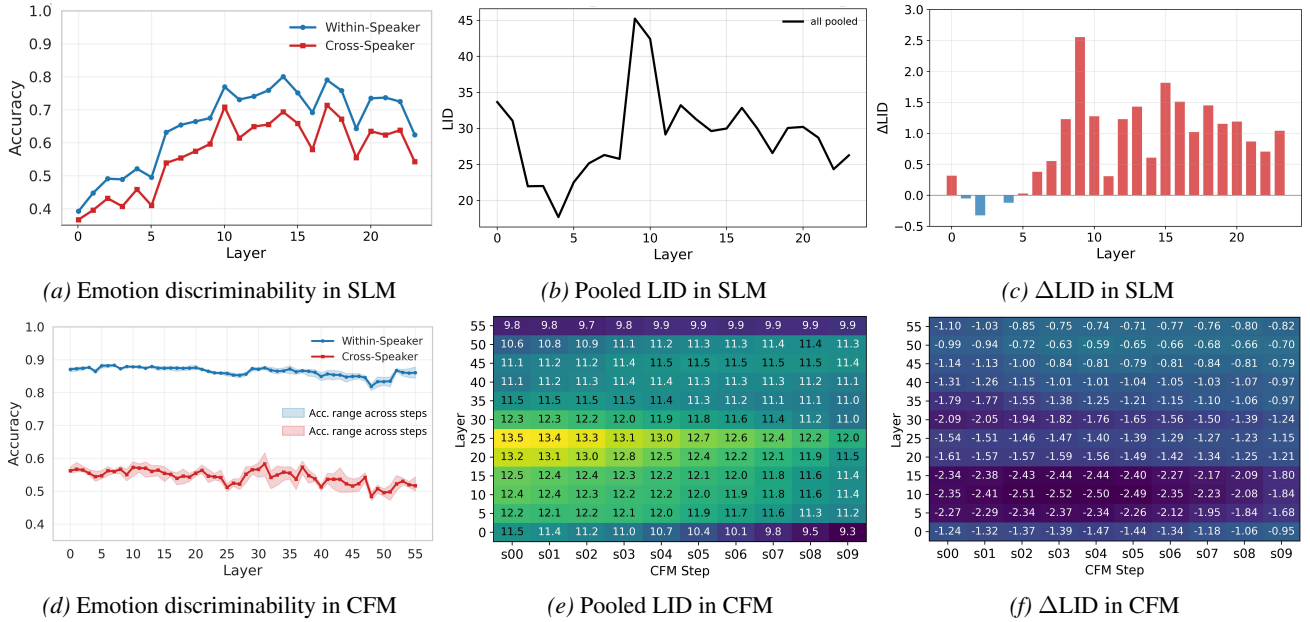 1.0
0.9
0.8
0.7
0.6
0.5
0.4
Accuracy
Within-Speaker
Cross-Speaker
0 5 10 15 20
Layer
(a) Emotion discriminability in SLM
45
40
35
30
25
20
LID
all pooled
0 5 10 15 20
Layer
(b) Pooled LID in SLM
3.0
2.5
2.0
1.5
1.0
0.5
0.0
−0.5
ΔLID
0 5 10 15 20
Layer
(c) ΔLID in SLM
1.0
0.9
0.8
0.7
0.6
0.5
0.4
Accuracy
Within-Speaker
Cross-Speaker
Acc. range across steps
Acc. range across steps
0 5 10 15 20 25 30 35 40 45 50 55
Layer
(d) Emotion discriminability in CFM
Layer
55 9.8 9.8 9.7 9.8 9.9 9.9 9.9 9.9 9.9 9.9
50 10.6 10.8 10.9 11.1 11.2 11.3 11.3 11.4 11.4 11.3
45 11.1 11.2 11.2 11.4 11.5 11.5 11.5 11.5 11.5 11.4
40 11.1 11.2 11.3 11.4 11.4 11.3 11.3 11.3 11.2 11.1
35 11.5 11.5 11.5 11.5 11.4 11.3 11.2 11.1 11.1 11.0
30 12.3 12.3 12.2 12.0 11.9 11.8 11.6 11.4 11.2 11.0
25 13.5 13.4 13.3 13.1 13.0 12.7 12.6 12.4 12.2 12.0
20 13.2 13.1 13.0 12.8 12.5 12.4 12.2 12.1 11.9 11.5
15 12.5 12.4 12.4 12.3 12.2 12.2 12.0 11.8 11.6 11.4
10 12.4 12.4 12.3 12.2 12.2 12.0 11.9 11.8 11.6 11.4
5 12.2 12.1 12.2 12.1 12.0 11.9 11.7 11.6 11.3 11.2
0 11.5 11.4 11.2 11.0 10.7 10.4 10.1 9.8 9.5 9.3
s00 s01 s02 s03 s04 s05 s06 s07 s08 s09
CFM Step
(e) Pooled LID in CFM
Layer
55 -1.10 -1.03 -0.85 -0.75 -0.74 -0.71 -0.77 -0.76 -0.80 -0.82
50 -0.99 -0.94 -0.72 -0.63 -0.59 -0.65 -0.66 -0.68 -0.66 -0.70
45 -1.14 -1.13 -1.00 -0.84 -0.81 -0.79 -0.81 -0.84 -0.81 -0.77
40 -1.31 -1.26 -1.15 -1.01 -1.01 -1.04 -1.05 -1.03 -1.07 -0.97
35 -1.79 -1.77 -1.55 -1.38 -1.25 -1.21 -1.15 -1.10 -1.06 -0.97
30 -2.09 -2.05 -1.94 -1.82 -1.76 -1.65 -1.56 -1.50 -1.39 -1.24
25 -1.54 -1.51 -1.46 -1.47 -1.40 -1.39 -1.29 -1.27 -1.23 -1.15
20 -1.61 -1.56 -1.57 -1.59 -1.56 -1.49 -1.42 -1.34 -1.25 -1.21
15 -2.34 -2.38 -2.43 -2.44 -2.44 -2.40 -2.27 -2.17 -2.09 -1.80
10 -2.35 -2.41 -2.51 -2.52 -2.50 -2.49 -2.35 -2.23 -2.08 -1.84
5 -2.27 -2.29 -2.34 -2.37 -2.34 -2.26 -2.12 -1.95 -1.84 -1.68
0 -1.24 -1.32 -1.37 -1.39 -1.47 -1.44 -1.34 -1.18 -1.06 -0.95
s00 s01 s02 s03 s04 s05 s06 s07 s08 s09
CFM Step
(f) ΔLID in CFM